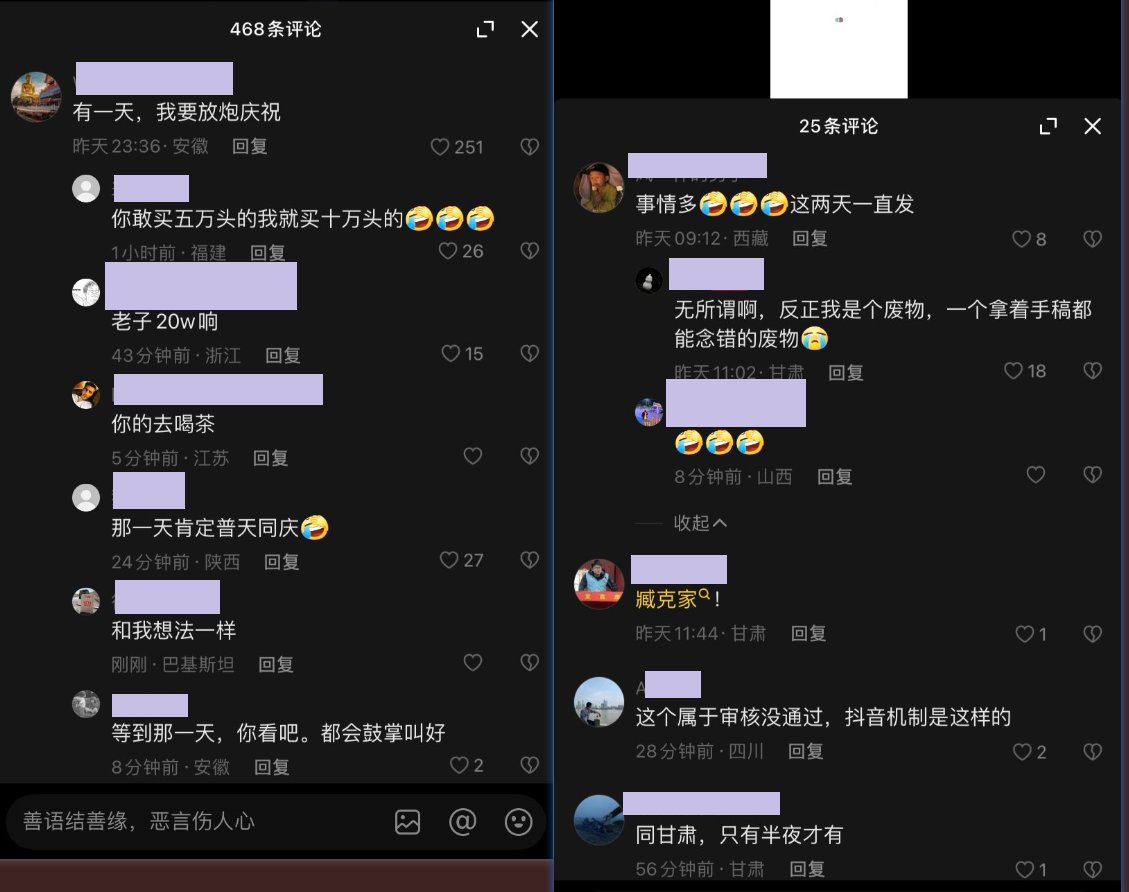 468条评论
有一天，我要放炮庆祝
昨天23:36·安徽 回复 251
你敢买五万头的我就买十万头的🤣🤣🤣
1小时前·福建 回复 26
老子20w响
43分钟前·浙江 回复 15
你的去喝茶
5分钟前·江苏 回复
那一天肯定普天同庆🤣
24分钟前·陕西 回复 27
和我想法一样
刚刚·巴基斯坦 回复
等到那一天，你看吧。都会鼓掌叫好
8分钟前·安徽 回复 2
善语结善缘，恶言伤人心
25条评论
事情多🤣🤣🤣这两天一直发
昨天09:12·西藏 回复 8
无所谓啊，反正我是个废物，一个拿着手稿都
能念错的废物😭
昨天11:02·甘肃 回复 18
🤣🤣🤣
8分钟前·山西 回复
收起
臧克家！
昨天11:44·甘肃 回复 1
A
这个属于审核没通过，抖音机制是这样的
28分钟前·四川 回复 2
同甘肃，只有半夜才有
56分钟前·甘肃 回复 1